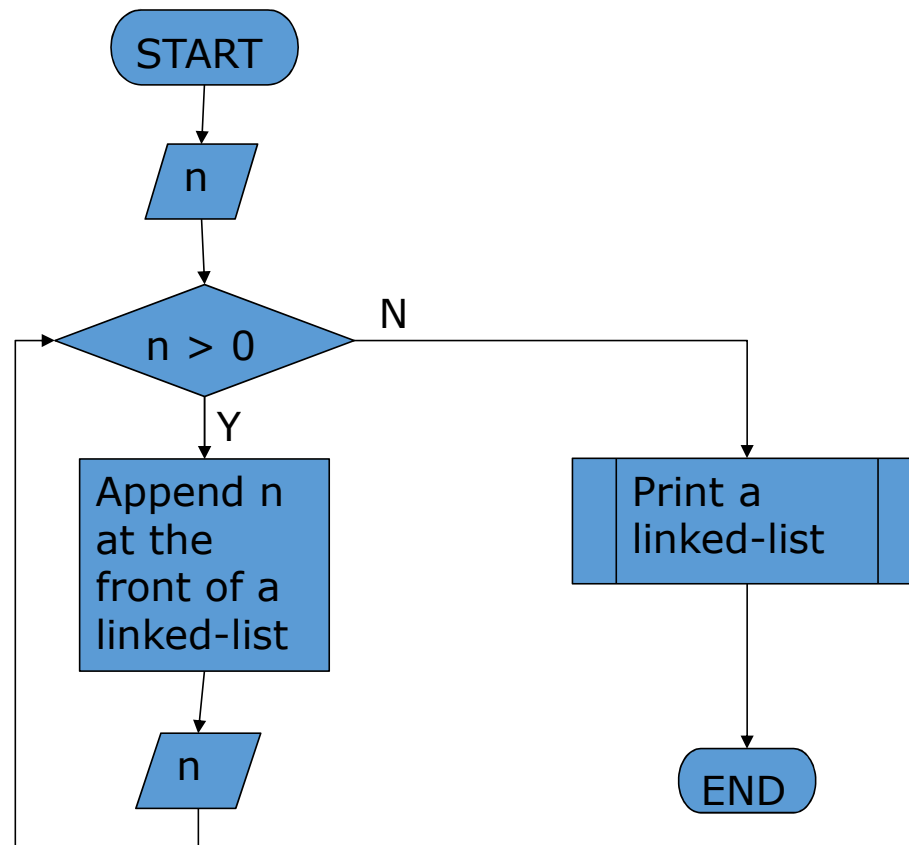 START
n
n > 0
N
Y
Append n
at the
front of a
linked-list
Print a
linked-list
n
END